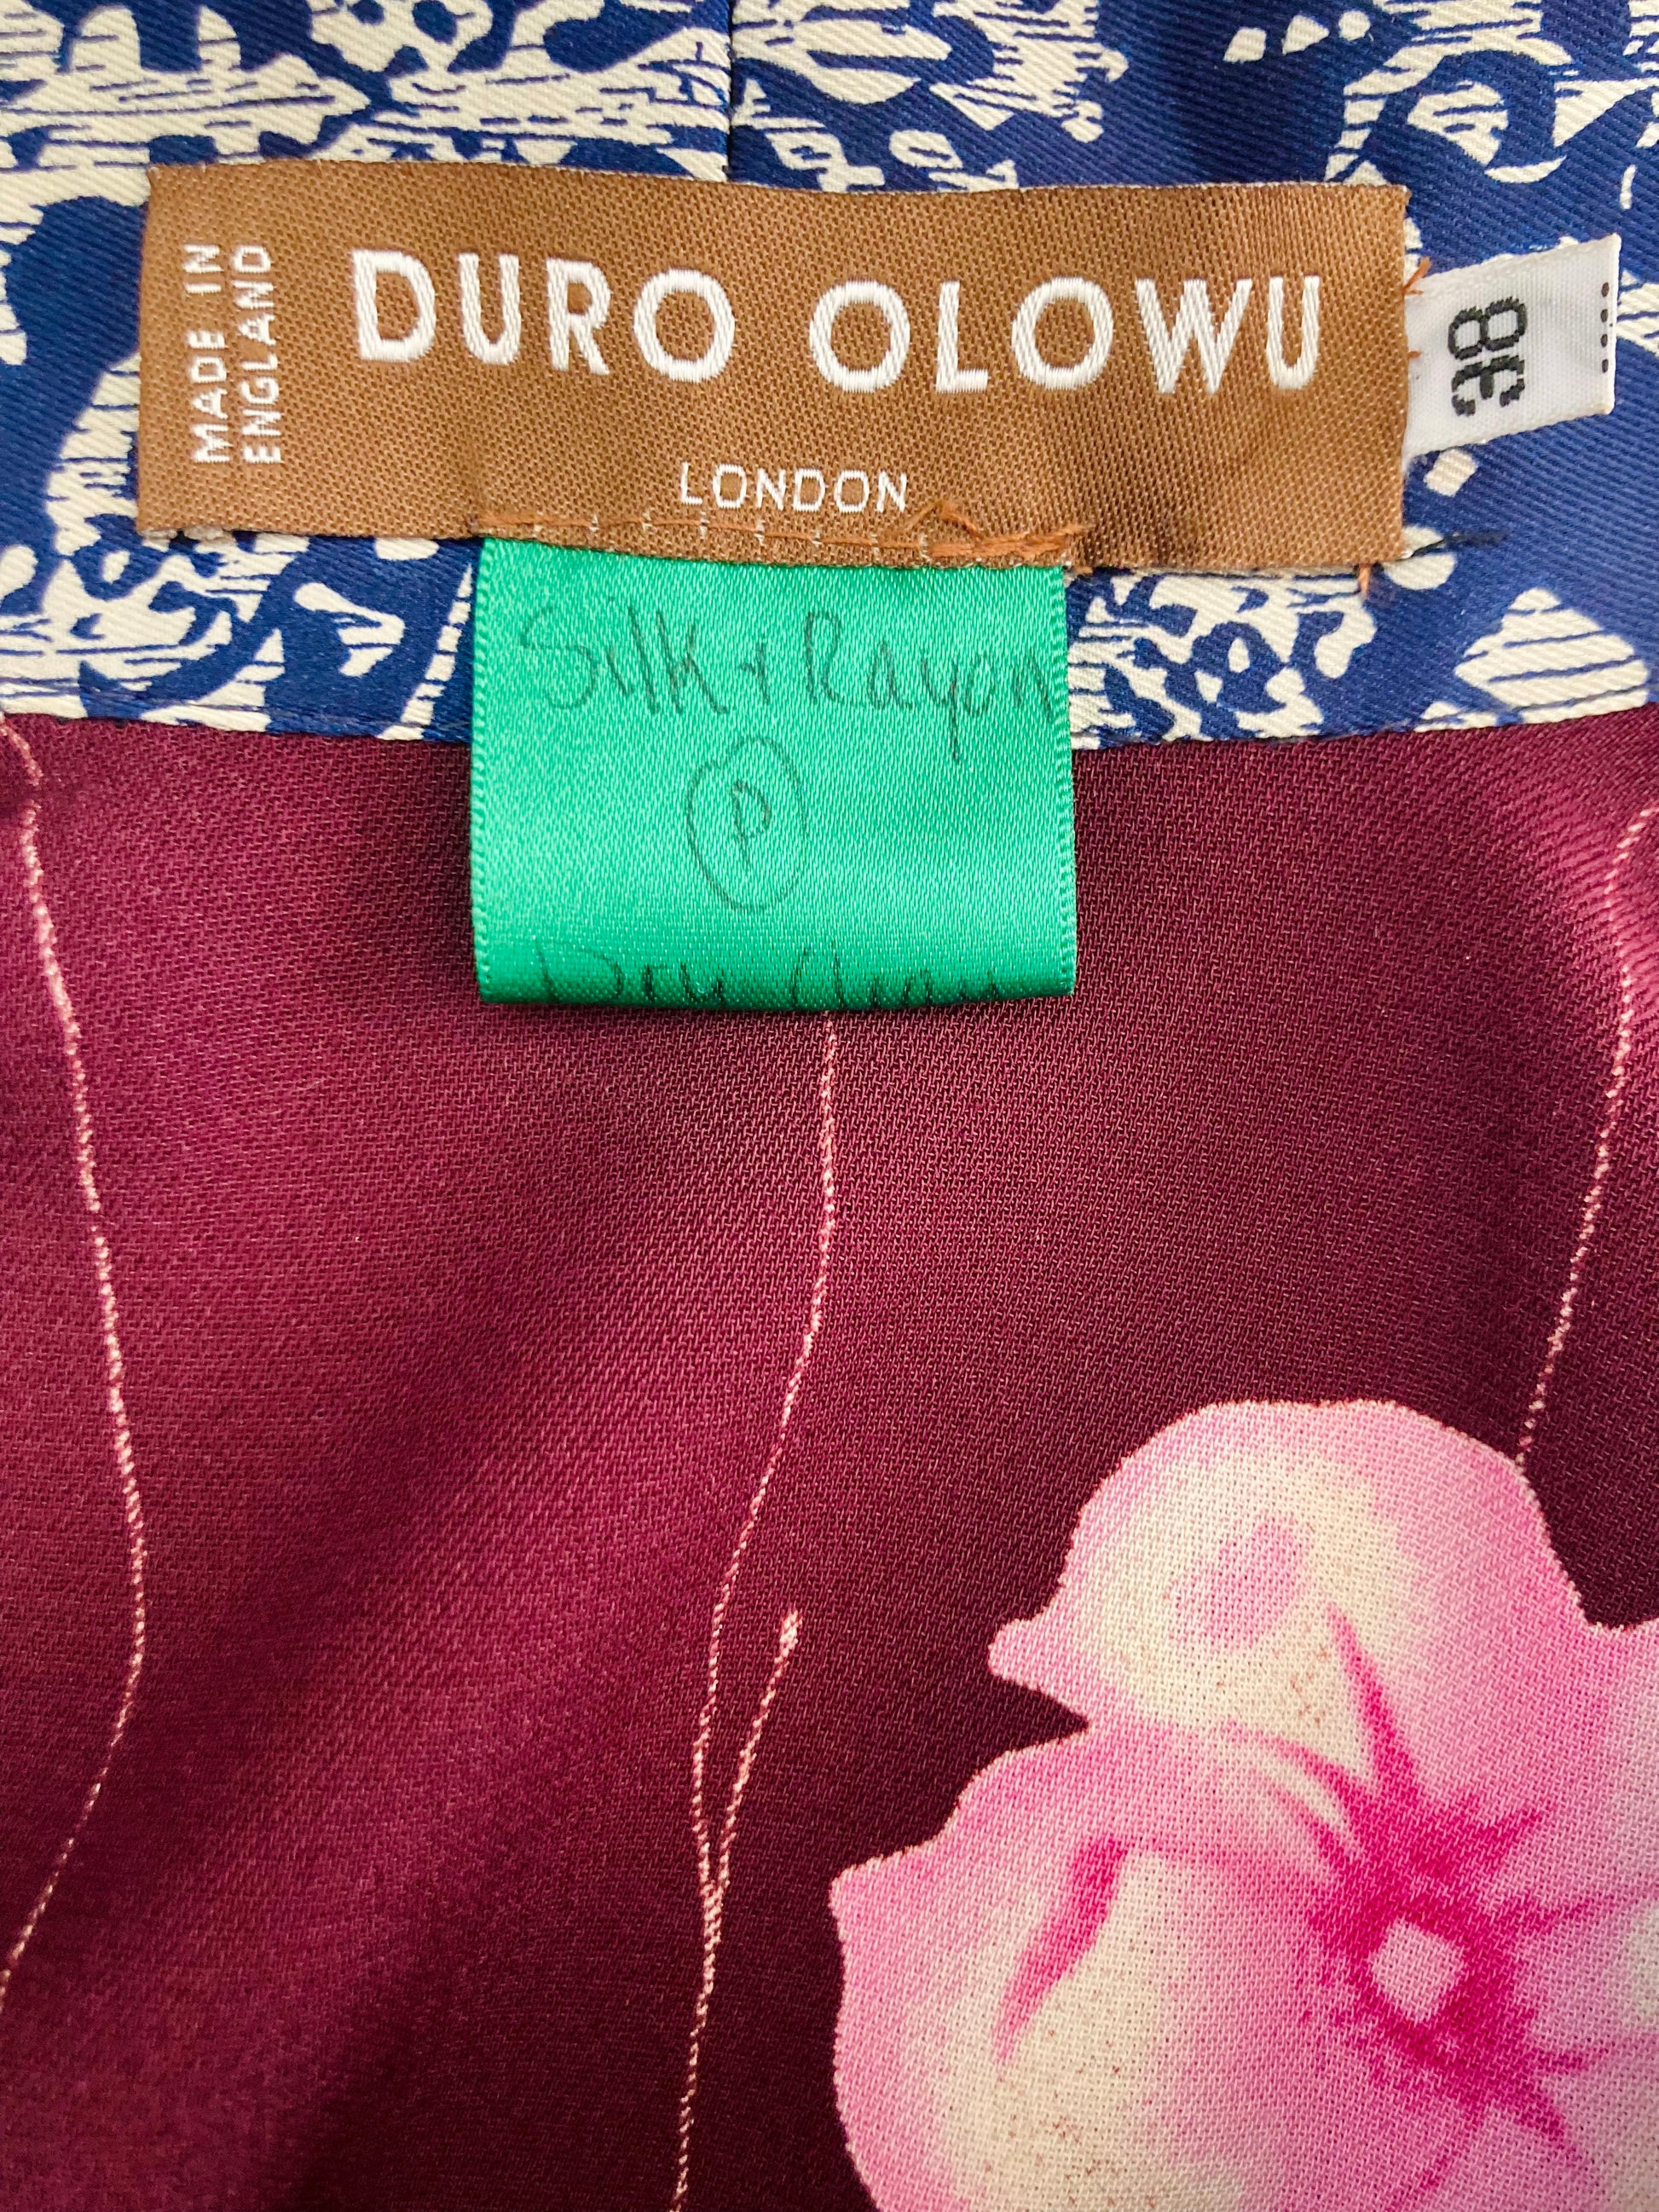 MADE IN
ENGLAND
DURO OLOWU
LONDON
38
Silk + Rayon
P